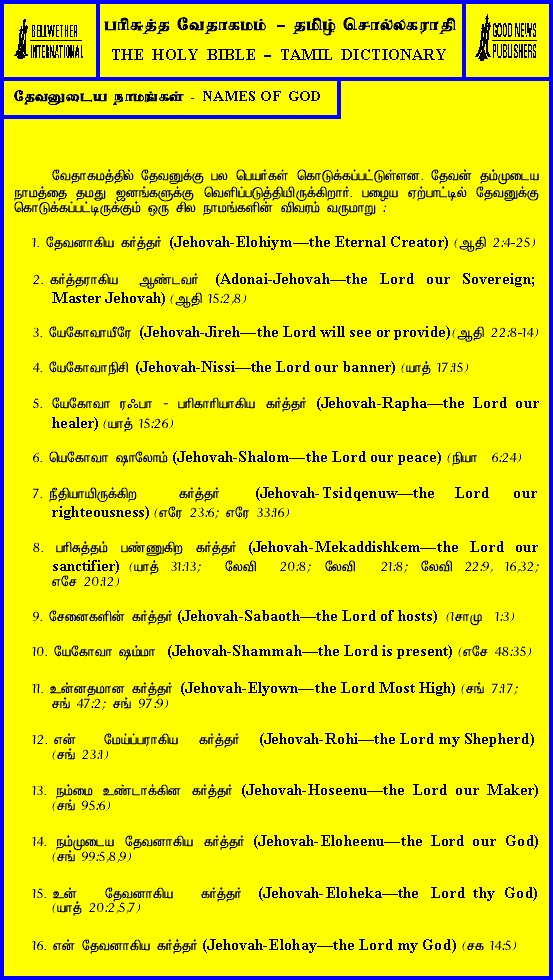 BELLWETHER
INTERNATIONAL
பரிசுத்த வேதாகமம் – தமிழ் சொல்லகராதி
THE HOLY BIBLE – TAMIL DICTIONARY
GOOD NEWS
PUBLISHERS
தேவனுடைய நாமங்கள் - NAMES OF GOD
வேதாகமத்தில் தேவனுக்கு பல பெயர்கள் கொடுக்கப்பட்டுள்ளன. தேவன் தம்முடைய
நாமத்தை தமது ஜனங்களுக்கு வெளிப்படுத்தியிருக்கிறார். பழைய ஏற்பாட்டில் தேவனுக்கு
கொடுக்கப்பட்டிருக்கும் ஒரு சில நாமங்களின் விவரம் வருமாறு :
1. தேவனாகிய கர்த்தர் (Jehovah-Elohiym—the Eternal Creator) (ஆதி 2:4-25)
2. கர்த்தராகிய ஆண்டவர் (Adonai-Jehovah—the Lord our Sovereign;
Master Jehovah) (ஆதி 15:2,8)
3. யேகோவாயீரே (Jehovah-Jireh—the Lord will see or provide) (ஆதி 22:8-14)
4. யேகோவாநிசி (Jehovah-Nissi—the Lord our banner) (யாத் 17:15)
5. யேகோவா ரஃபா - பரிகாரியாகிய கர்த்தர் (Jehovah-Rapha—the Lord our
healer) (யாத் 15:26)
6. யெகோவா ஷாலோம் (Jehovah-Shalom—the Lord our peace) (நியா 6:24)
7. நீதியாயிருக்கிற கர்த்தர் (Jehovah-Tsidqenuw—the Lord our
righteousness) (எரே 23:6; எரே 33:16)
8. பரிசுத்தம் பண்ணுகிற கர்த்தர் (Jehovah-Mekaddishkem—the Lord our
sanctifier) (யாத் 31:13; லேவி 20:8; லேவி 21:8; லேவி 22:9, 16,32;
எசே 20:12)
9. சேனைகளின் கர்த்தர் (Jehovah-Sabaoth—the Lord of hosts) (1சாமு 1:3)
10. யேகோவா ஷம்மா (Jehovah-Shammah—the Lord is present) (எசே 48:35)
11. உன்னதமான கர்த்தர் (Jehovah-Elyown—the Lord Most High) (சங் 7:17;
சங் 47:2; சங் 97:9)
12. என் மேய்ப்பராகிய கர்த்தர் (Jehovah-Rohi—the Lord my Shepherd)
(சங் 23:1)
13. நம்மை உண்டாக்கின கர்த்தர் (Jehovah-Hoseenu—the Lord our Maker)
(சங் 95:6)
14. நம்முடைய தேவனாகிய கர்த்தர் (Jehovah-Eloheenu—the Lord our God)
(சங் 99:5,8,9)
15. உன் தேவனாகிய கர்த்தர் (Jehovah-Eloheka—the Lord thy God)
(யாத் 20:2,5,7)
16. என் தேவனாகிய கர்த்தர் (Jehovah-Elohay—the Lord my God) (சக 14:5)